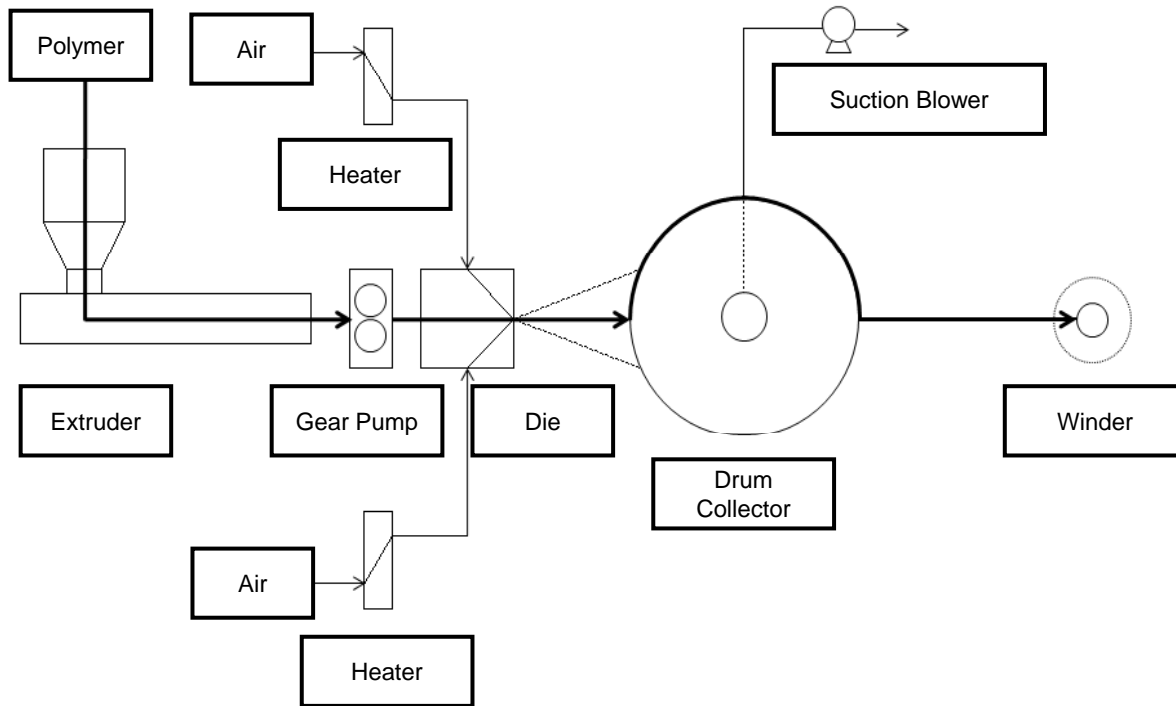 Polymer
Air
Suction Blower
Heater
Extruder
Gear Pump
Die
Winder
Drum
Collector
Air
Heater